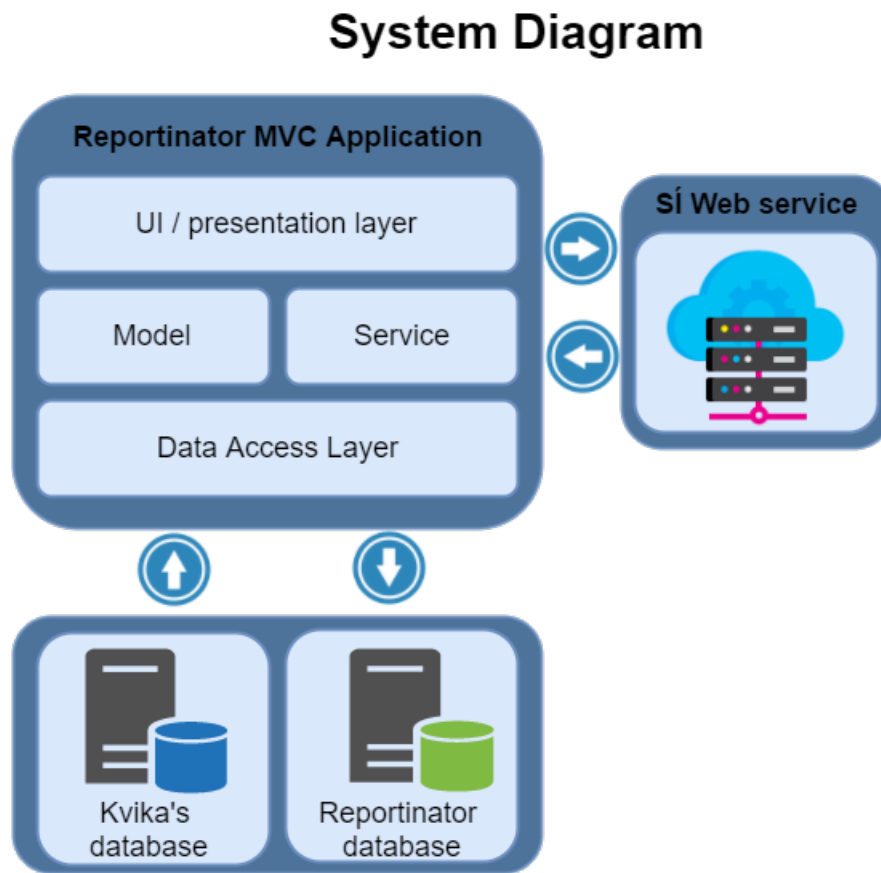 System Diagram
Reportinator MVC Application
UI / presentation layer
Model
Service
Data Access Layer
SÍ Web service
Kvika's
database
Reportinator
database